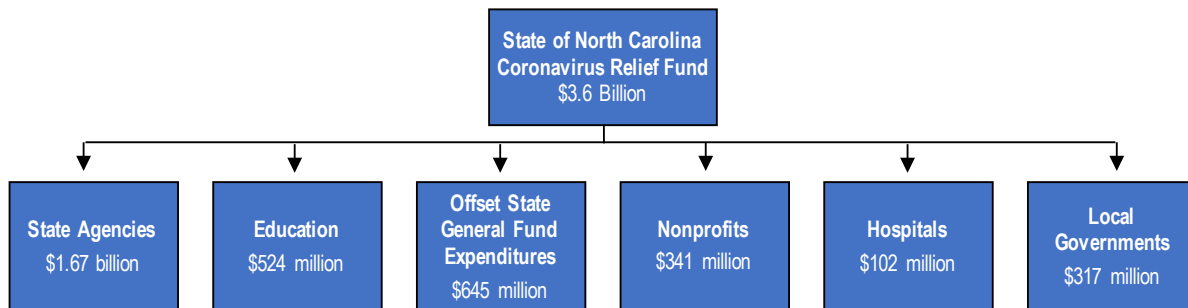 State of North Carolina
Coronavirus Relief Fund
$3.6 Billion
State Agencies
$1.67 billion
Education
$524 million
Offset State
General Fund
Expenditures
$645 million
Nonprofits
$341 million
Hospitals
$102 million
Local
Governments
$317 million